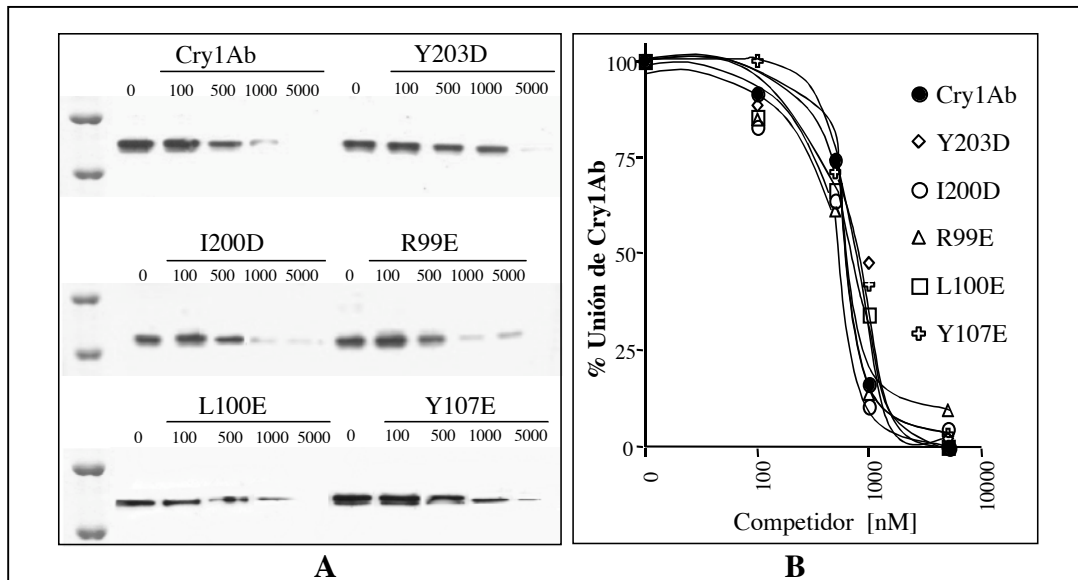 Cry1Ab Y203D
0 100 500 1000 5000 0 100 500 1000 5000
I200D R99E
0 100 500 1000 5000 0 100 500 1000 5000
L100E Y107E
0 100 500 1000 5000 0 100 500 1000 5000
A
% Unión de Cry1Ab
100
75
50
25
0
0 100 1000 10000
Competidor [nM]
Cry1Ab
Y203D
I200D
R99E
L100E
Y107E
B